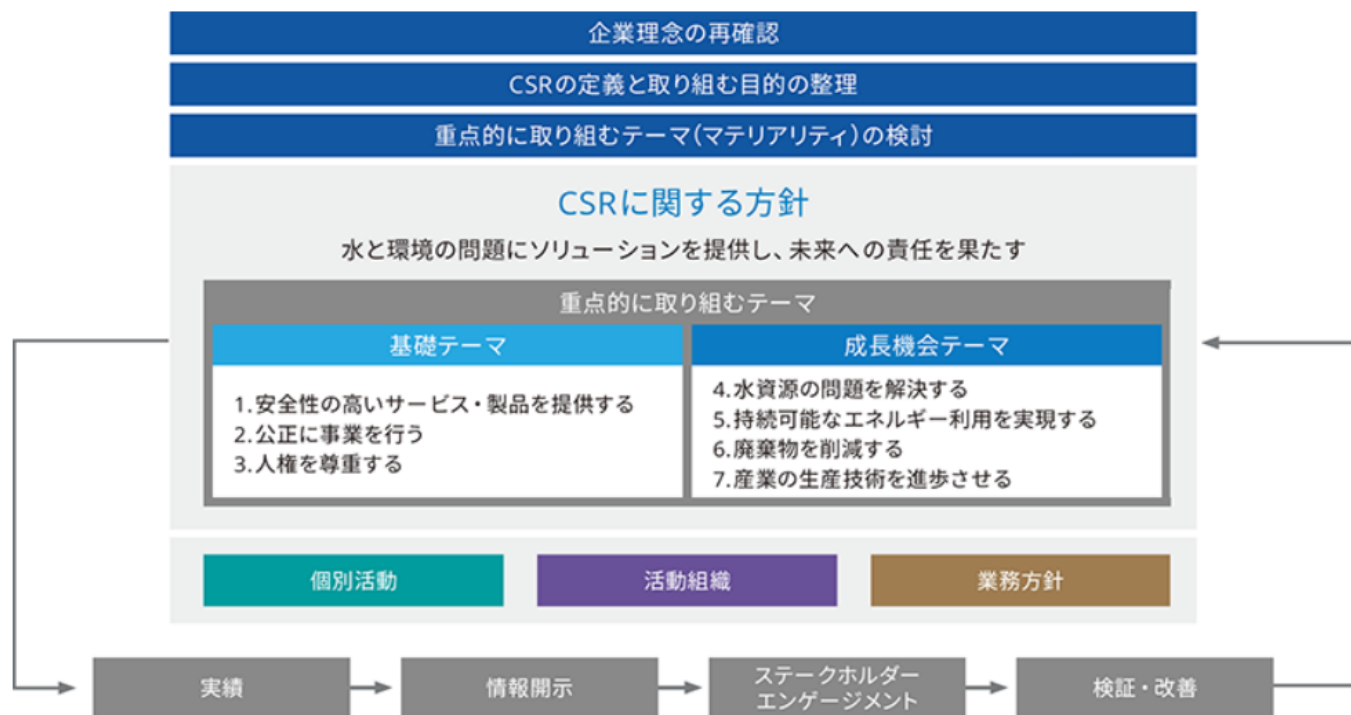 企業理念の再確認
CSRの定義と取り組む目的の整理
重点的に取り組むテーマ(マテリアリティ)の検討
CSRに関する方針
水と環境の問題にソリューションを提供し、未来への責任を果たす
重点的に取り組むテーマ
基礎テーマ
1.安全性の高いサービス・製品を提供する
2.公正に事業を行う
3.人権を尊重する
成長機会テーマ
4.水資源の問題を解決する
5.持続可能なエネルギー利用を実現する
6.廃棄物を削減する
7.産業の生産技術を進歩させる
個別活動
活動組織
業務方針
実績
情報開示
ステークホルダー
エンゲージメント
検証・改善